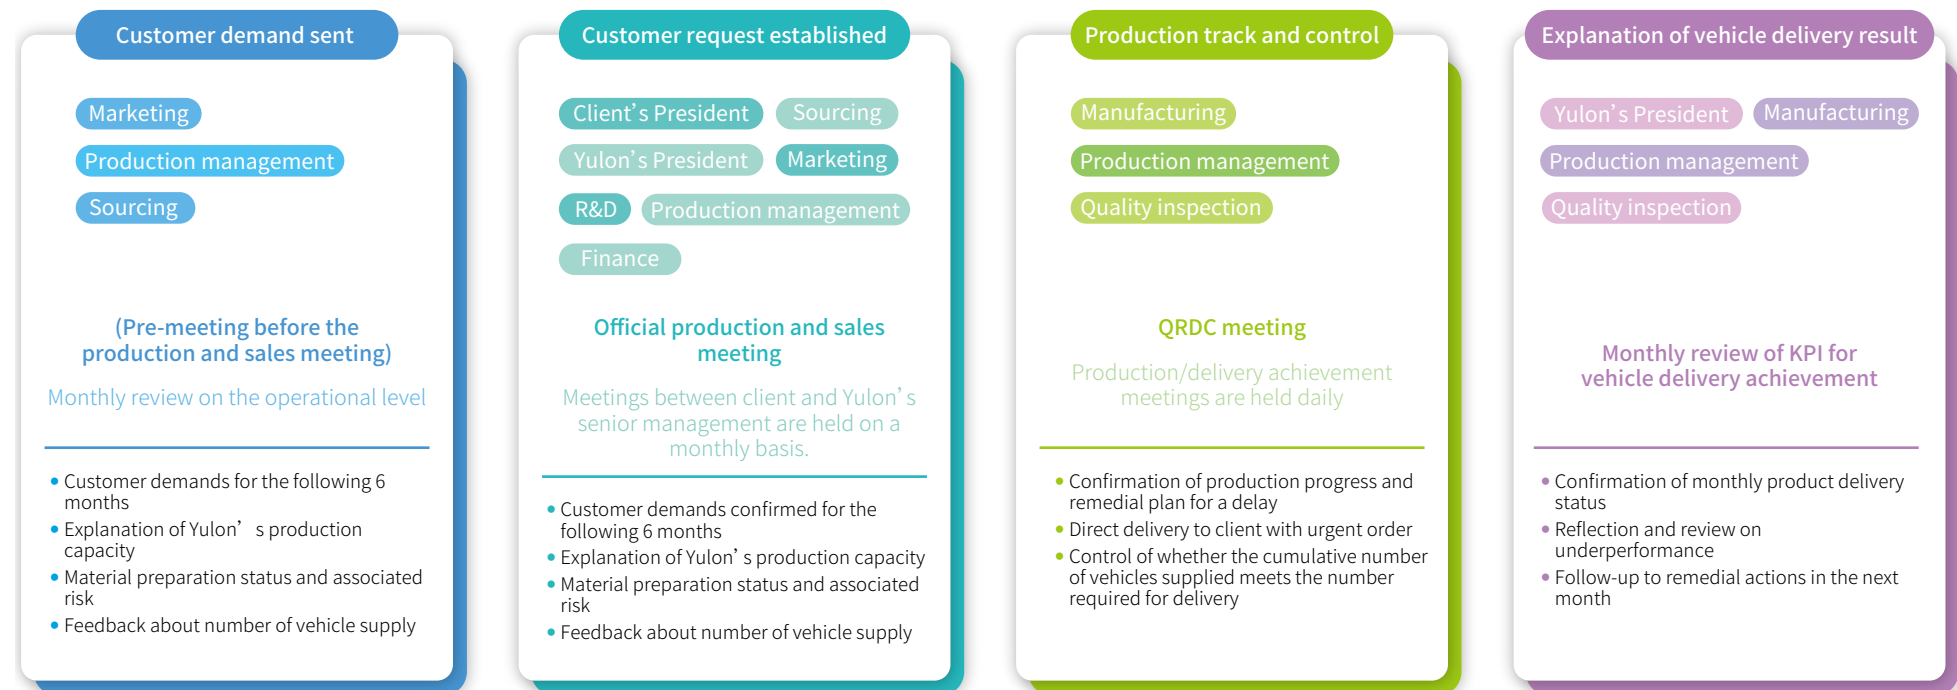 Customer demand sent
Marketing
Production management
Sourcing
(Pre-meeting before the
production and sales meeting)
Monthly review on the operational level
• Customer demands for the following 6
months
• Explanation of Yulon’s production
capacity
• Material preparation status and associated
risk
• Feedback about number of vehicle supply
Customer request established
Client’s President
Sourcing
Yulon’s President
Marketing
R&D
Production management
Finance
Official production and sales
meeting
Meetings between client and Yulon’s
senior management are held on a
monthly basis.
• Customer demands confirmed for the
following 6 months
• Explanation of Yulon’s production capacity
• Material preparation status and associated
risk
• Feedback about number of vehicle supply
Production track and control
Manufacturing
Production management
Quality inspection
QRDC meeting
Production/delivery achievement
meetings are held daily
• Confirmation of production progress and
remedial plan for a delay
• Direct delivery to client with urgent order
• Control of whether the cumulative number
of vehicles supplied meets the number
required for delivery
Explanation of vehicle delivery result
Yulon’s President
Manufacturing
Production management
Quality inspection
Monthly review of KPI for
vehicle delivery achievement
• Confirmation of monthly product delivery
status
• Reflection and review on
underperformance
• Follow-up to remedial actions in the next
month